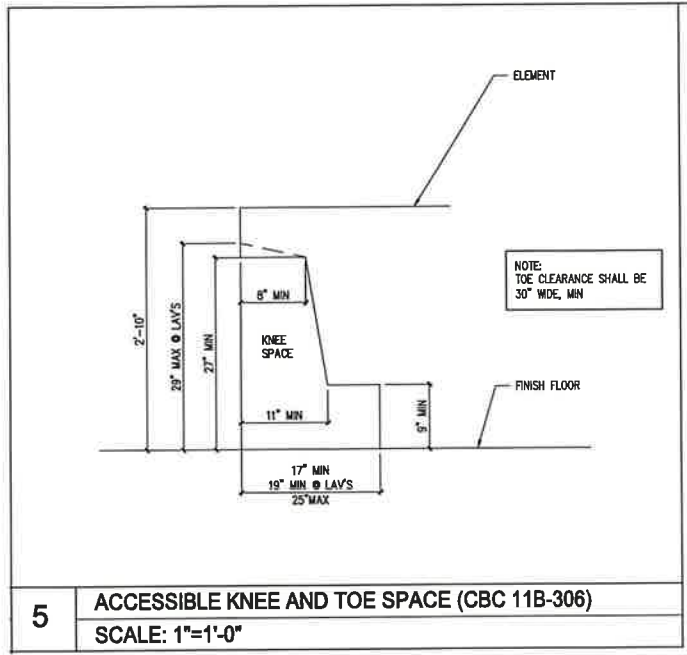 ELEMENT
NOTE:
TOE CLEARANCE SHALL BE
30" WIDE, MIN
2'-10"
29" MAX @ LAV'S
27" MIN
8" MIN
KNEE
SPACE
11" MIN
9" MIN
FINISH FLOOR
17" MIN
19" MIN @ LAV'S
25"MAX
5
ACCESSIBLE KNEE AND TOE SPACE (CBC 11B-306)
SCALE: 1"=1'-0"